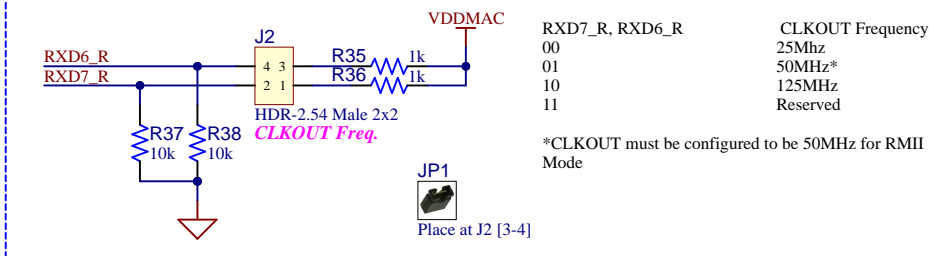 VDDMAC
J2
RXD6_R
4 3
R35
1k
RXD7_R
2 1
R36
1k
HDR-2.54 Male 2x2
CLKOUT Freq.
R37
10k
R38
10k
JP1
Place at J2 [3-4]
RXD7_R, RXD6_R CLKOUT Frequency
00 25Mhz
01 50MHz*
10 125MHz
11 Reserved
*CLKOUT must be configured to be 50MHz for RMII
Mode